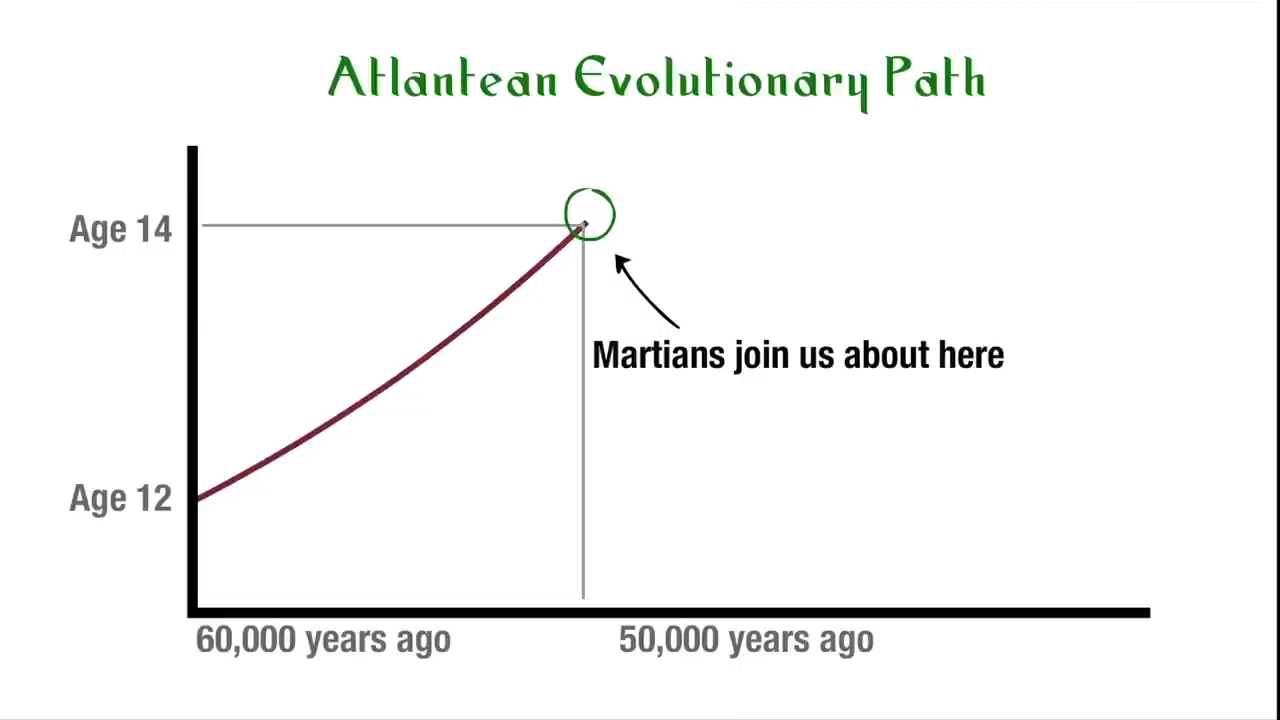 Atlantean Evolutionary Path
Age 14
Martians join us about here
Age 12
60,000 years ago
50,000 years ago